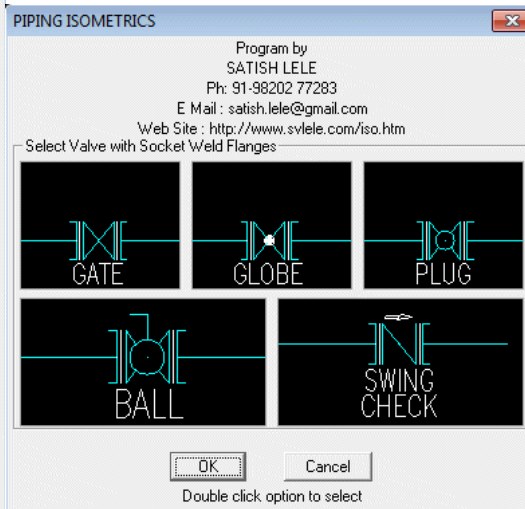 PIPING ISOMETRICS
Program by
SATISH LELE
Ph: 91-98202 77283
E Mail : satish.lele@gmail.com
Web Site : http://www.svlele.com/iso.htm
Select Valve with Socket Weld Flanges
GATE
GLOBE
PLUG
BALL
SWING
CHECK
OK
Cancel
Double click option to select